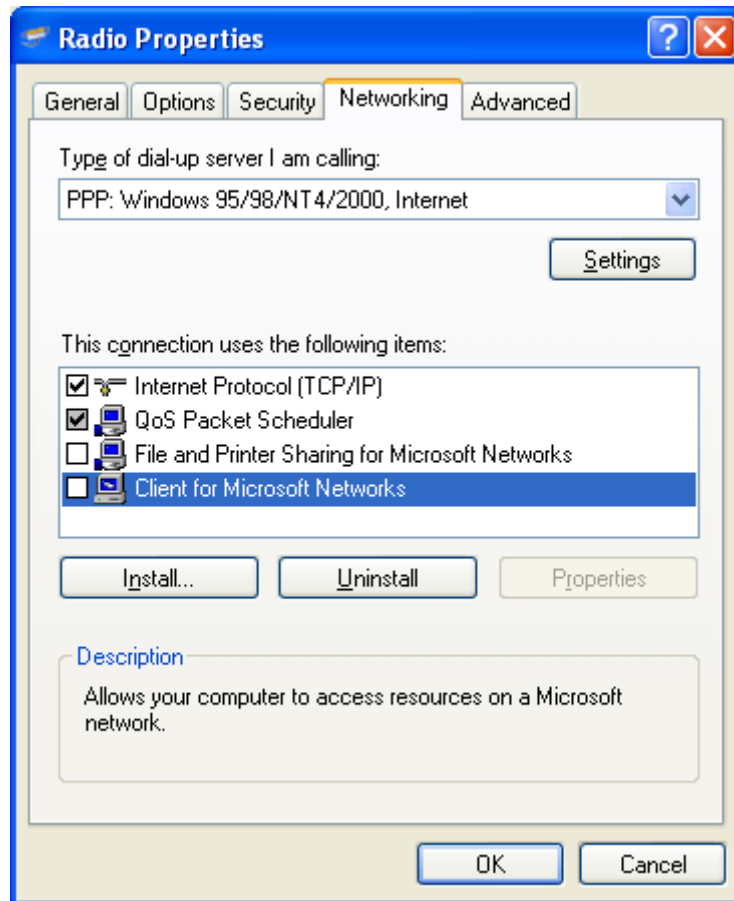 Radio Properties
General Options Security Networking Advanced
Type of dial-up server I am calling:
PPP: Windows 95/98/NT4/2000, Internet
Settings
This connection uses the following items:
Internet Protocol (TCP/IP)
QoS Packet Scheduler
File and Printer Sharing for Microsoft Networks
Client for Microsoft Networks
Install... Uninstall Properties
Description
Allows your computer to access resources on a Microsoft
network.
OK Cancel